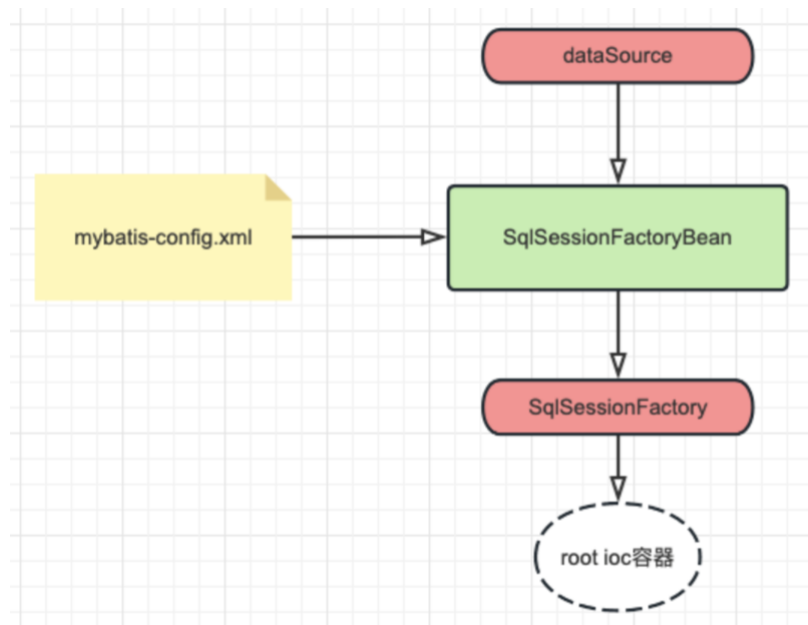 dataSource
mybatis-config.xml
SqlSessionFactoryBean
SqlSessionFactory
root ioc容器